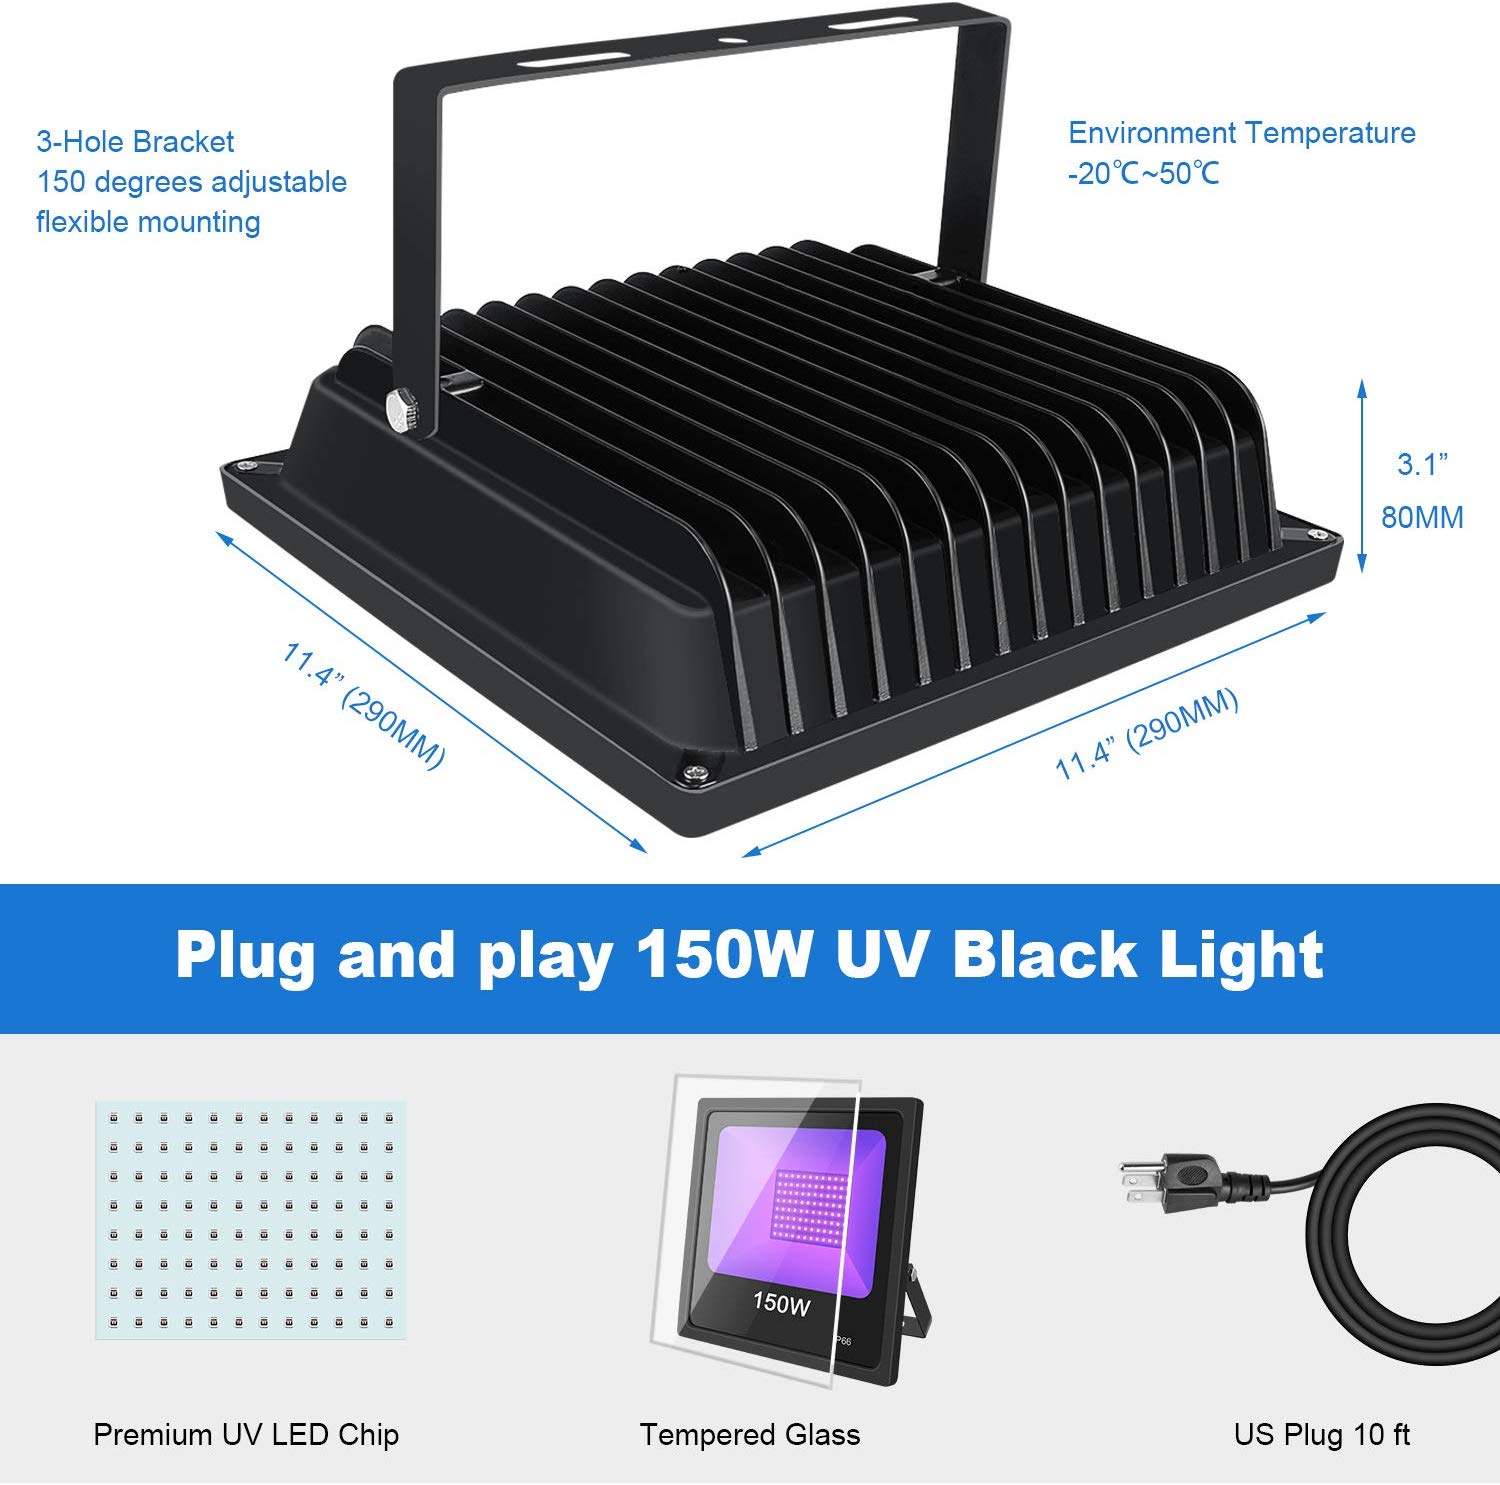 3-Hole Bracket
150 degrees adjustable
flexible mounting
Environment Temperature
-20℃~50℃
3.1”
80MM
11.4” (290MM)
11.4” (290MM)
Plug and play 150W UV Black Light
150W
IP66
Premium UV LED Chip
Tempered Glass
US Plug 10 ft